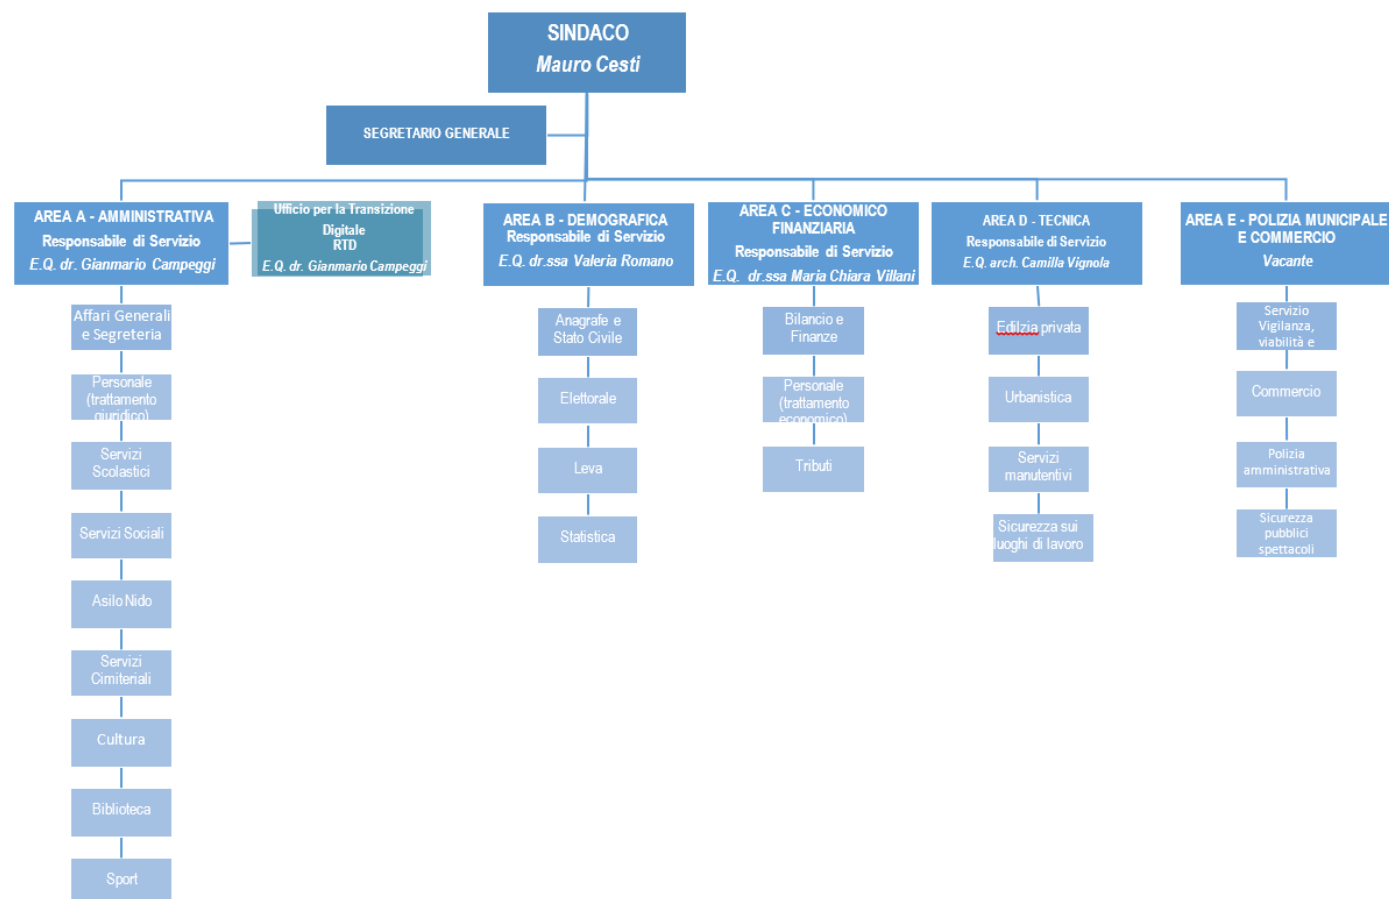 SINDACO
Mauro Cesti
SEGRETARIO GENERALE
AREA A - AMMINISTRATIVA
Responsabile di Servizio
E.Q. dr. Gianmario Campeggi
Ufficio per la Transizione
Digitale
RTD
E.Q. dr. Gianmario Campeggi
AREA B - DEMOGRAFICA
Responsabile di Servizio
E.Q. dr.ssa Valeria Romano
AREA C - ECONOMICO
FINANZIARIA
Responsabile di Servizio
E.Q. dr.ssa Maria Chiara Villani
AREA D - TECNICA
Responsabile di Servizio
E.Q. arch. Camilla Vignola
AREA E - POLIZIA MUNICIPALE
E COMMERCIO
Vacante
Affari Generali
e Segreteria
Personale
(trattamento
giuridico)
Servizi
Scolastici
Servizi Sociali
Asilo Nido
Servizi
Cimiteriali
Cultura
Biblioteca
Sport
Anagrafe e
Stato Civile
Elettorale
Leva
Statistica
Bilancio e
Finanze
Personale
(trattamento
economico)
Tributi
Edilzia privata
Urbanistica
Servizi
manutentivi
Sicurezza sui
luoghi di lavoro
Servizio
Vigilanza,
viabilità e
Commercio
Polizia
amministrativa
Sicurezza
pubblici
spettacoli